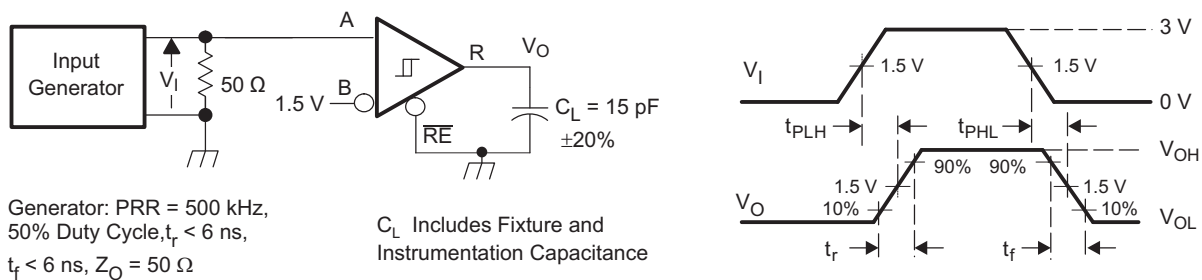 Input
Generator
V_I
50 Ω
A
B
1.5 V
R
V_O
R̅E̅
C_L = 15 pF
±20%
Generator: PRR = 500 kHz,
50% Duty Cycle,t_r < 6 ns,
t_f < 6 ns, Z_O = 50 Ω
C_L Includes Fixture and
Instrumentation Capacitance
V_I
1.5 V
1.5 V
3 V
0 V
t_PLH
t_PHL
V_O
1.5 V
10%
90%
90%
1.5 V
10%
V_OH
V_OL
t_r
t_f